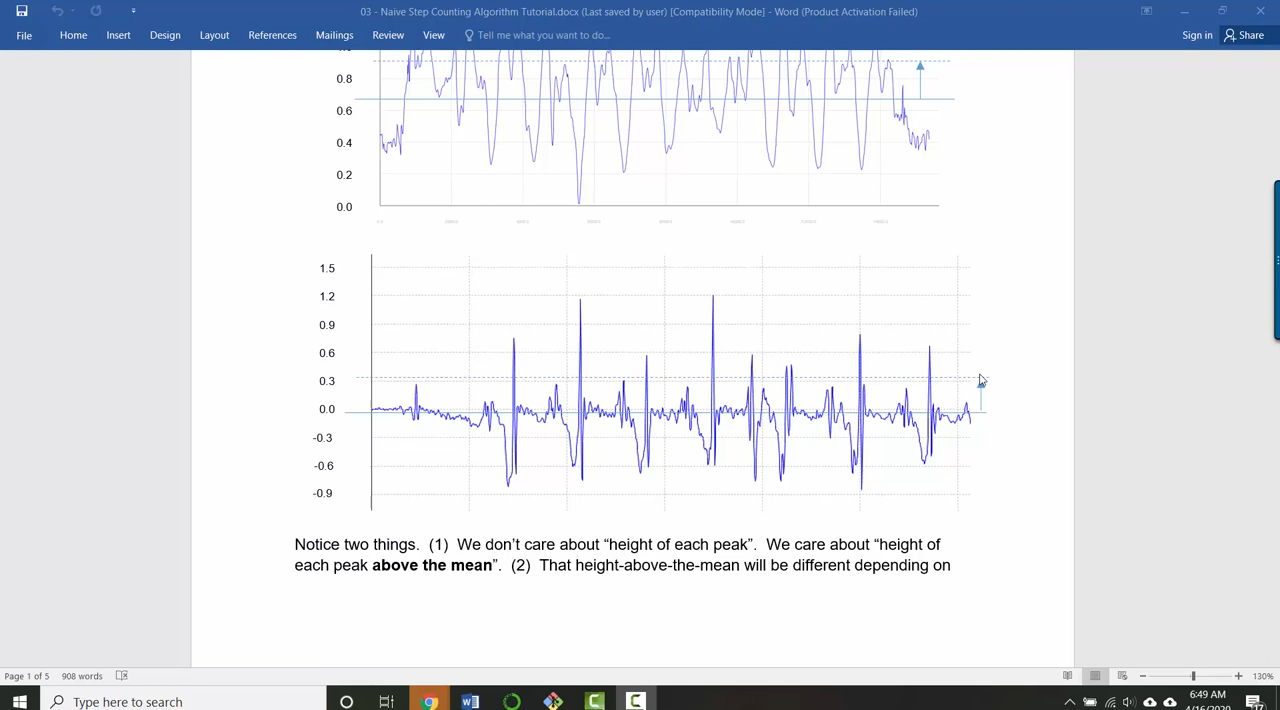 03 - Naive Step Counting Algorithm Tutorial.docx (Last saved by user) [Compatibility Mode] - Word (Product Activation Failed)
File Home Insert Design Layout References Mailings Review View Tell me what you want to do... Sign in Share
0.8
0.6
0.4
0.2
0.0
1.5
1.2
0.9
0.6
0.3
0.0
-0.3
-0.6
-0.9
Notice two things. (1) We don't care about “height of each peak”. We care about “height of
each peak above the mean”. (2) That height-above-the-mean will be different depending on
Page 1 of 5 908 words 130%
Type here to search
6:49 AM
4/16/2020